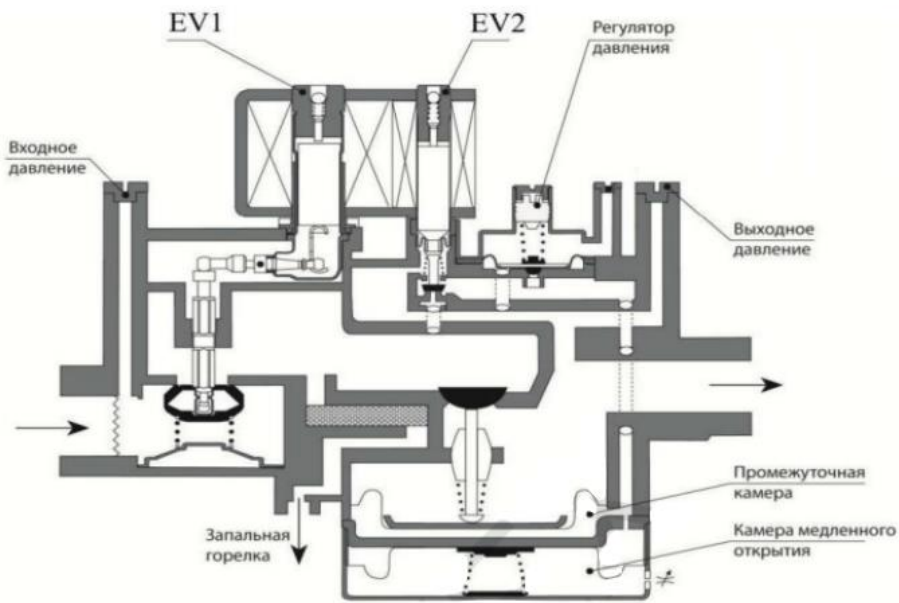 EV1
EV2
Регулятор
давления
Входное
давление
Выходное
давление
Промежуточная
камера
Запальная
горелка
Камера медленного
открытия